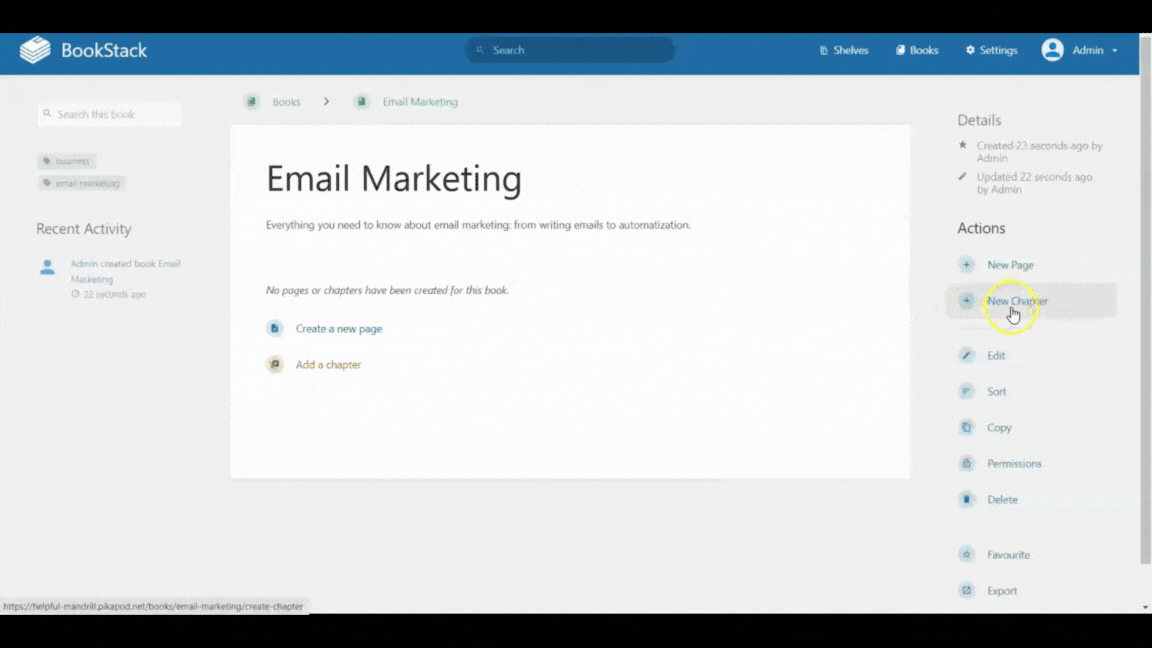 BookStack
Search
Shelves
Books
Settings
Admin
Search this book
business
email marketing
Recent Activity
Admin created book Email
Marketing
22 seconds ago
Books
Email Marketing
Email Marketing
Everything you need to know about email marketing: from writing emails to automatization.
No pages or chapters have been created for this book.
Create a new page
Add a chapter
Details
Created 23 seconds ago by
Admin
Updated 22 seconds ago
by Admin
Actions
New Page
New Chapter
Edit
Sort
Copy
Permissions
Delete
Favourite
Export
https://helpful-mandrill.pikapod.net/books/email-marketing/create-chapter